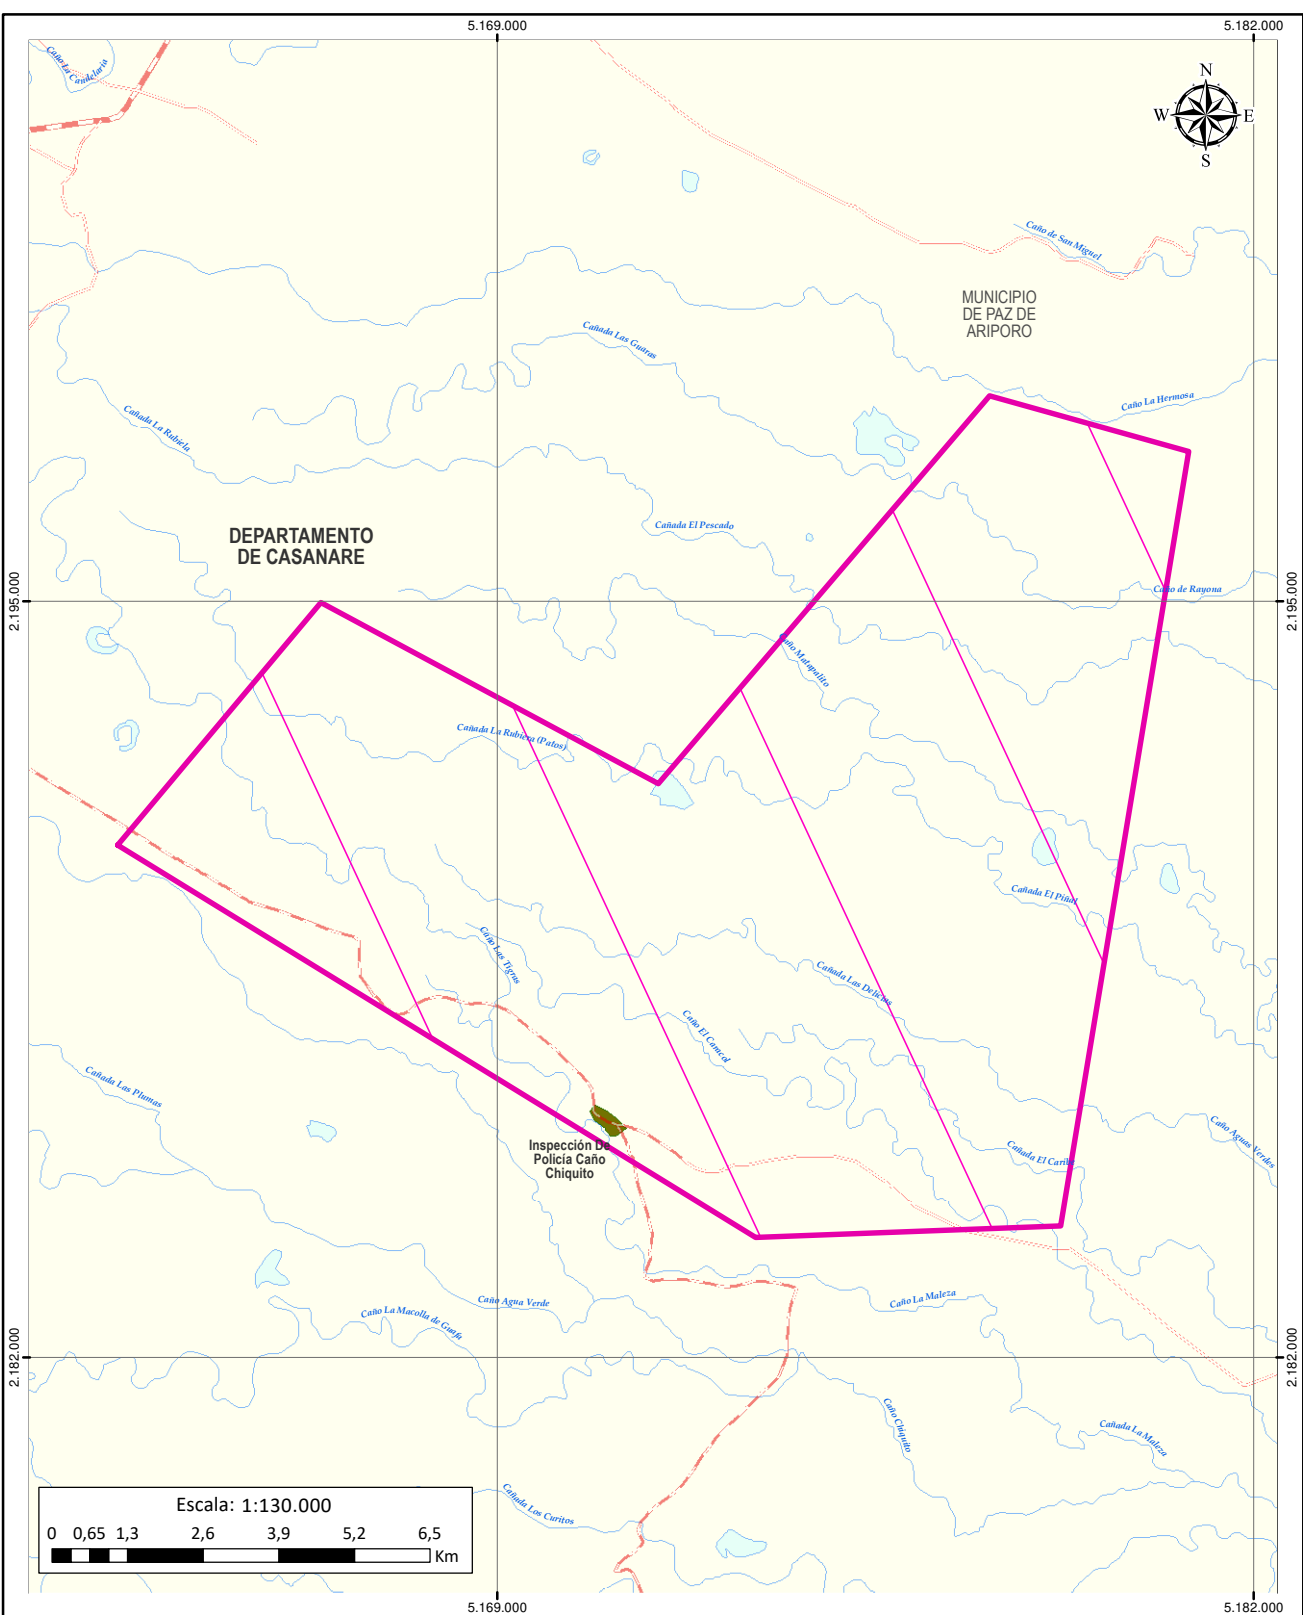 5.169.000
5.182.000
Caño La Candelaria
N
W
E
S
Caño de San Miguel
MUNICIPIO
DE PAZ DE
ARIPORO
Cañada Las Guaras
Caño La Hermosa
Cañada La Rubiela
Cañada El Pescado
DEPARTAMENTO
DE CASANARE
Caño de Rayona
2.195.000
2.195.000
Caño Matapalito
Cañada La Rubiera (Patos)
Cañada El Piñal
Caño Las Tigras
Cañada Las Delicias
Caño El Camcol
Cañada Las Plumas
Caño Aguas Verdes
Inspección De
Policía Caño
Chiquito
Cañada El Caribe
Caño La Maleza
Caño Agua Verde
Caño La Macolla de Guafa
2.182.000
2.182.000
Caño Chiquito
Cañada La Maleza
Cañada Los Curitos
Escala: 1:130.000
0 0,65 1,3 2,6 3,9 5,2 6,5
Km
5.169.000
5.182.000